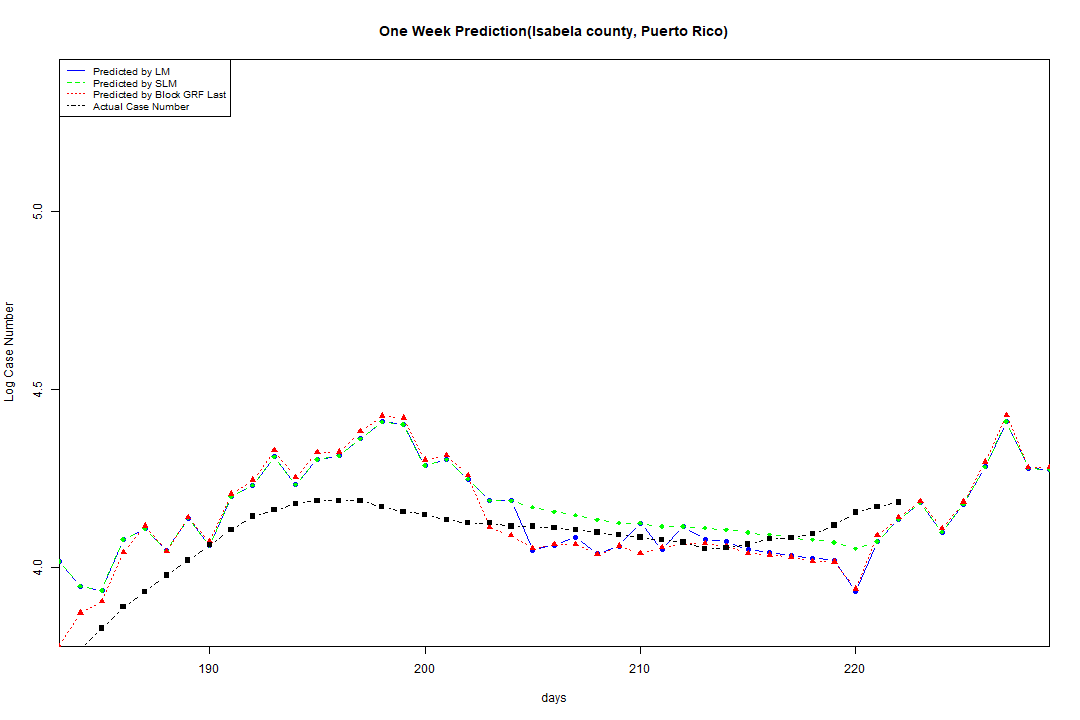 One Week Prediction(Isabela county, Puerto Rico)
Predicted by LM
Predicted by SLM
Predicted by Block GRF Last
Actual Case Number
5.0
4.5
4.0
Log Case Number
190 200 210 220
days